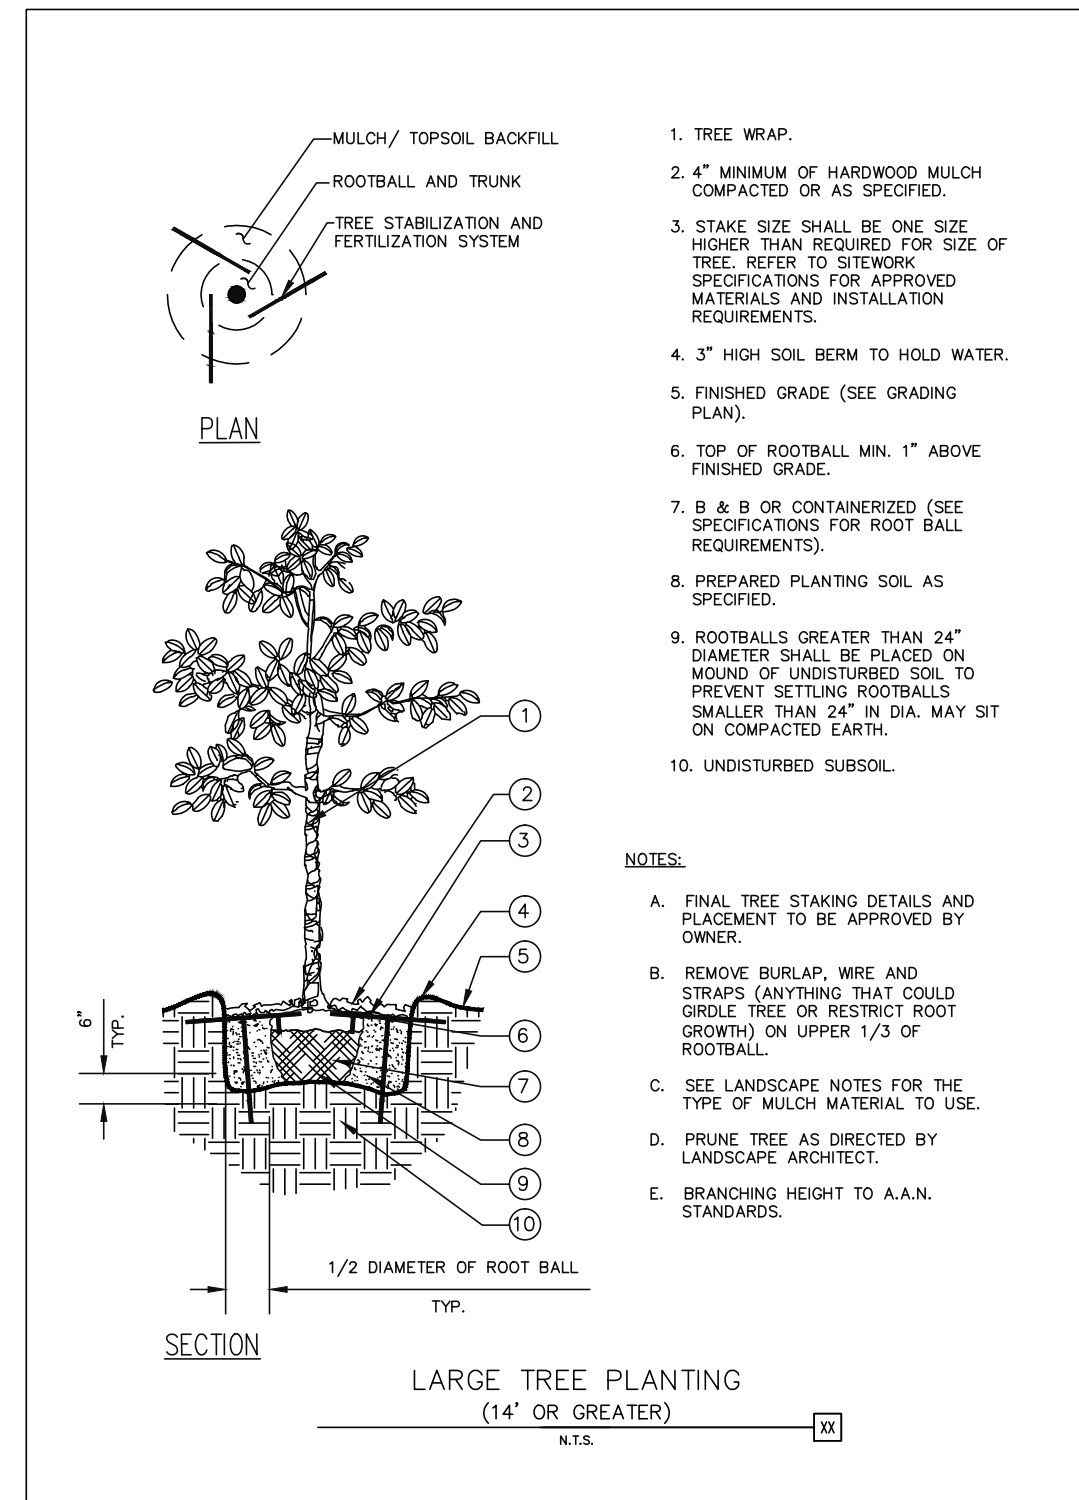 MULCH/ TOPSOIL BACKFILL
ROOTBALL AND TRUNK
TREE STABILIZATION AND
FERTILIZATION SYSTEM
PLAN
1. TREE WRAP.
2. 4" MINIMUM OF HARDWOOD MULCH
COMPACTED OR AS SPECIFIED.
3. STAKE SIZE SHALL BE ONE SIZE
HIGHER THAN REQUIRED FOR SIZE OF
TREE. REFER TO SITEWORK
SPECIFICATIONS FOR APPROVED
MATERIALS AND INSTALLATION
REQUIREMENTS.
4. 3" HIGH SOIL BERM TO HOLD WATER.
5. FINISHED GRADE (SEE GRADING
PLAN).
6. TOP OF ROOTBALL MIN. 1" ABOVE
FINISHED GRADE.
7. B & B OR CONTAINERIZED (SEE
SPECIFICATIONS FOR ROOT BALL
REQUIREMENTS).
8. PREPARED PLANTING SOIL AS
SPECIFIED.
9. ROOTBALLS GREATER THAN 24"
DIAMETER SHALL BE PLACED ON
MOUND OF UNDISTURBED SOIL TO
PREVENT SETTLING ROOTBALLS
SMALLER THAN 24" IN DIA. MAY SIT
ON COMPACTED EARTH.
10. UNDISTURBED SUBSOIL.
NOTES:
A. FINAL TREE STAKING DETAILS AND
PLACEMENT TO BE APPROVED BY
OWNER.
B. REMOVE BURLAP, WIRE AND
STRAPS (ANYTHING THAT COULD
GIRDLE TREE OR RESTRICT ROOT
GROWTH) ON UPPER 1/3 OF
ROOTBALL.
C. SEE LANDSCAPE NOTES FOR THE
TYPE OF MULCH MATERIAL TO USE.
D. PRUNE TREE AS DIRECTED BY
LANDSCAPE ARCHITECT.
E. BRANCHING HEIGHT TO A.A.N.
STANDARDS.
1
2
3
4
5
6
7
8
9
10
6"
TYP.
1/2 DIAMETER OF ROOT BALL
TYP.
SECTION
LARGE TREE PLANTING
(14' OR GREATER)
N.T.S.
XX